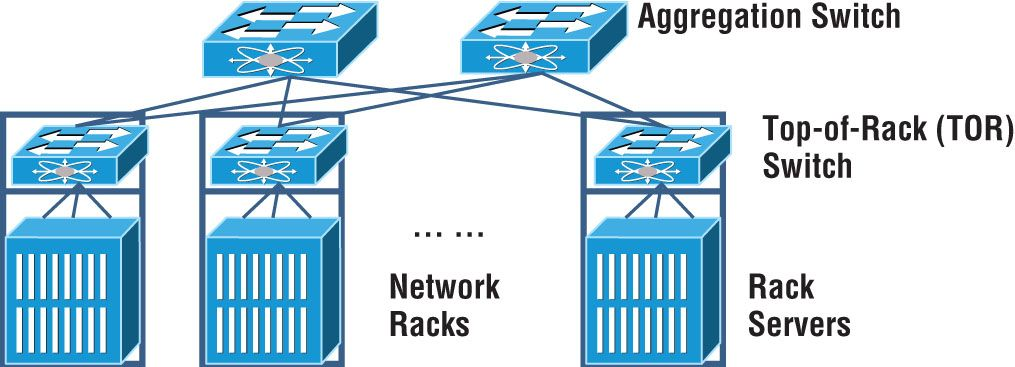 Aggregation Switch
Top-of-Rack (TOR)
Switch
... ...
Network
Racks
Rack
Servers